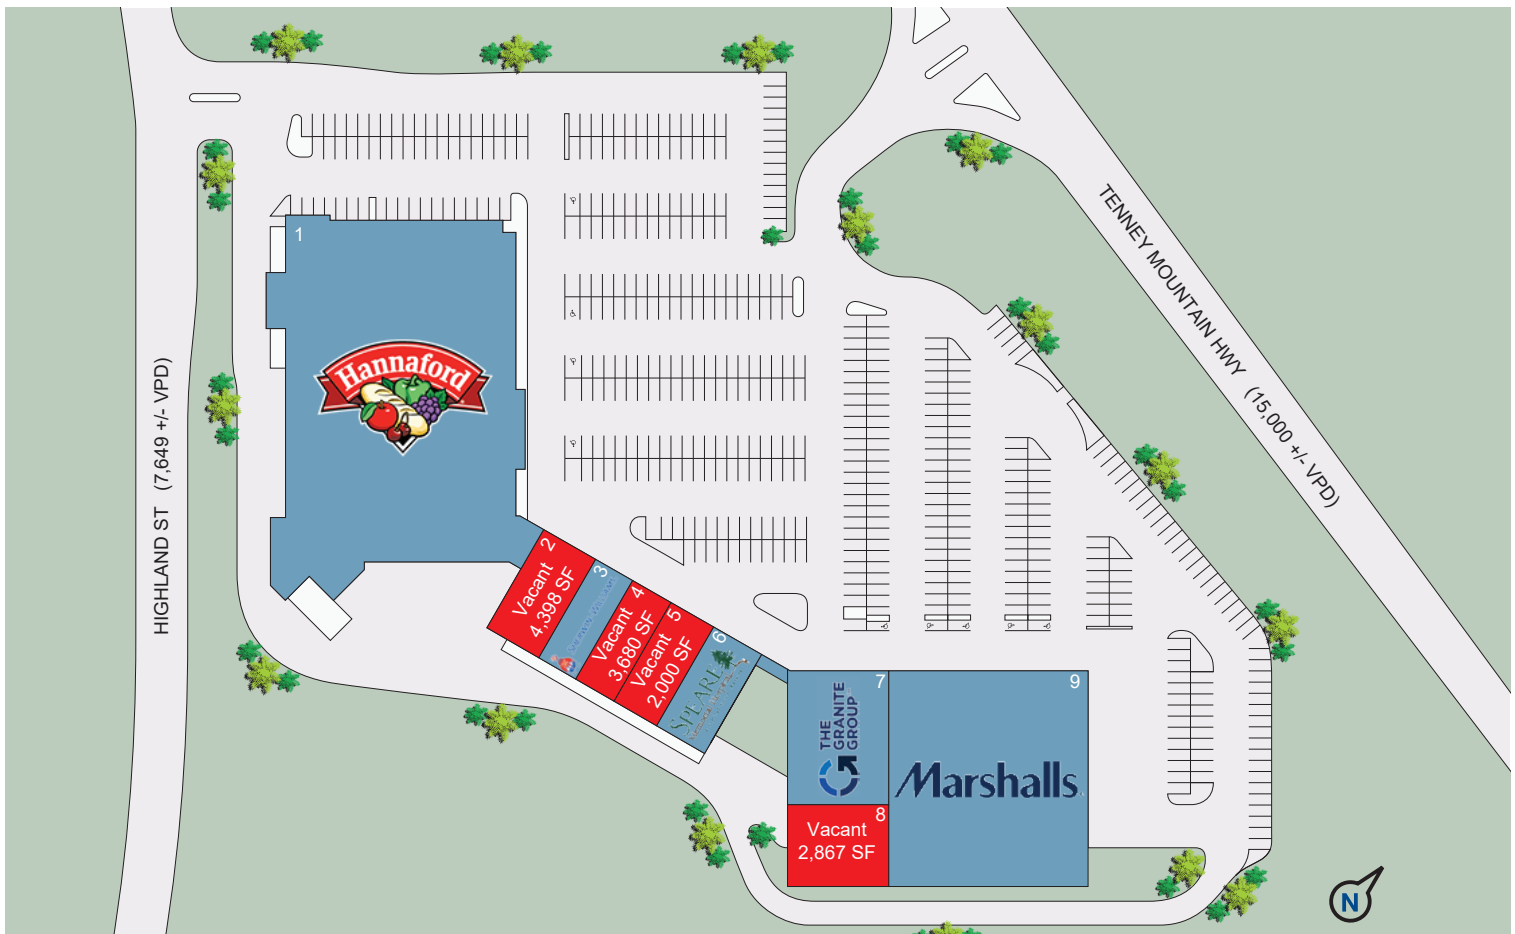 1
Hannaford
HIGHLAND ST (7,649 +/- VPD)
TENNEY MOUNTAIN HWY (15,000 +/- VPD)
2
Vacant
4,398 SF
3
4
Vacant
3,680 SF
5
Vacant
2,000 SF
6
SPEARE
7
THE
GRANITE
GROUP
8
Vacant
2,867 SF
9
Marshalls
N